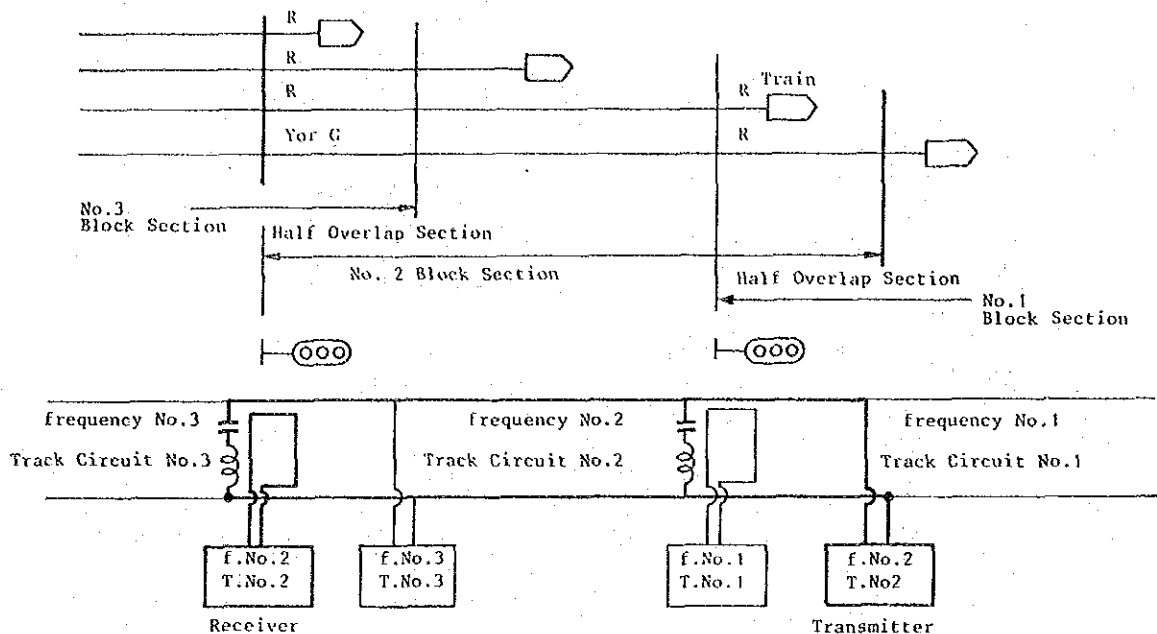 R
R
R
R Train
Yor G
R
No.3
Block Section
Half Overlap Section
No. 2 Block Section
Half Overlap Section
No.1
Block Section
frequency No.3
frequency No.2
frequency No.1
Track Circuit No.3
Track Circuit No.2
Track Circuit No.1
f.No.2
T.No.2
f.No.3
T.No.3
f.No.1
T.No.1
f.No.2
T.No2
Receiver
Transmitter